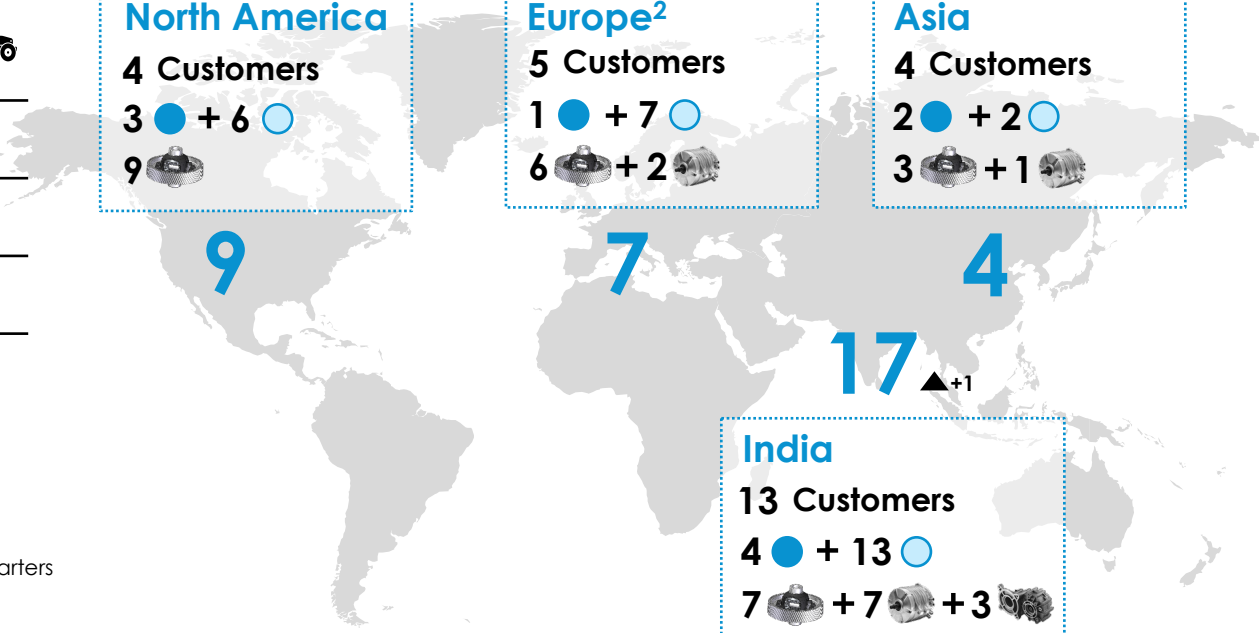 North America
4 Customers
3 + 6
9
Europe²
5 Customers
1 + 7
6 + 2
Asia
4 Customers
2 + 2
3 + 1
9
7
4
17 +1
India
13 Customers
4 + 13
7 + 7 + 3
arters